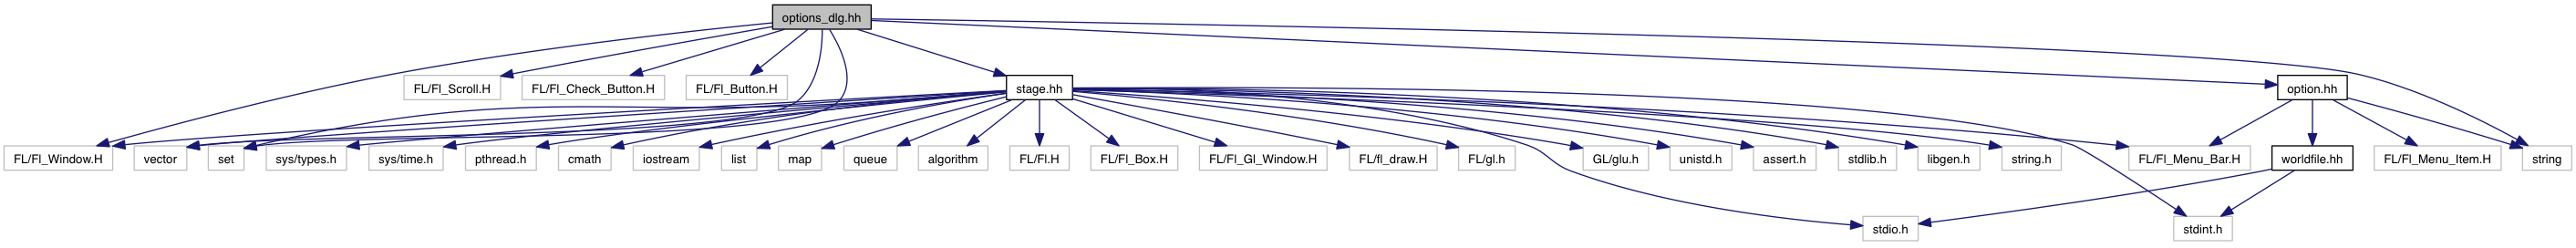 options_dlg.hh
FL/Fl_Scroll.H
FL/Fl_Check_Button.H
FL/Fl_Button.H
stage.hh
option.hh
FL/Fl_Window.H
vector
set
sys/types.h
sys/time.h
pthread.h
cmath
iostream
list
map
queue
algorithm
FL/Fl.H
FL/Fl_Box.H
FL/Fl_Gl_Window.H
FL/fl_draw.H
FL/gl.h
GL/glu.h
unistd.h
assert.h
stdlib.h
libgen.h
string.h
FL/Fl_Menu_Bar.H
worldfile.hh
FL/Fl_Menu_Item.H
string
stdio.h
stdint.h